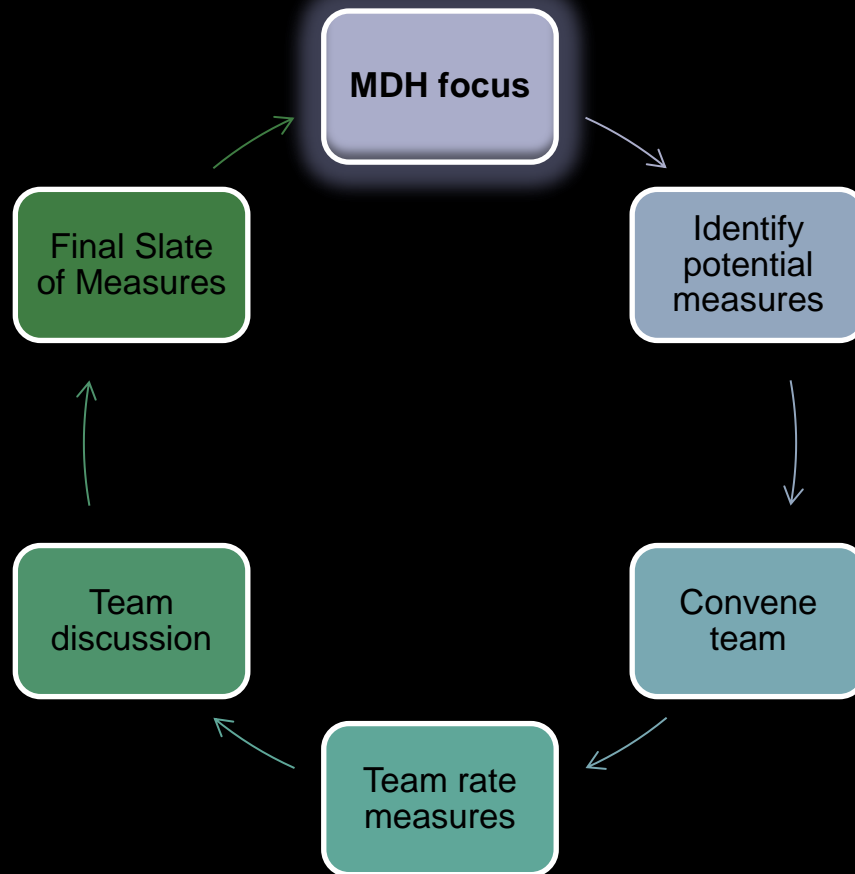 MDH focus
Identify
potential
measures
Convene
team
Team rate
measures
Team
discussion
Final Slate
of Measures